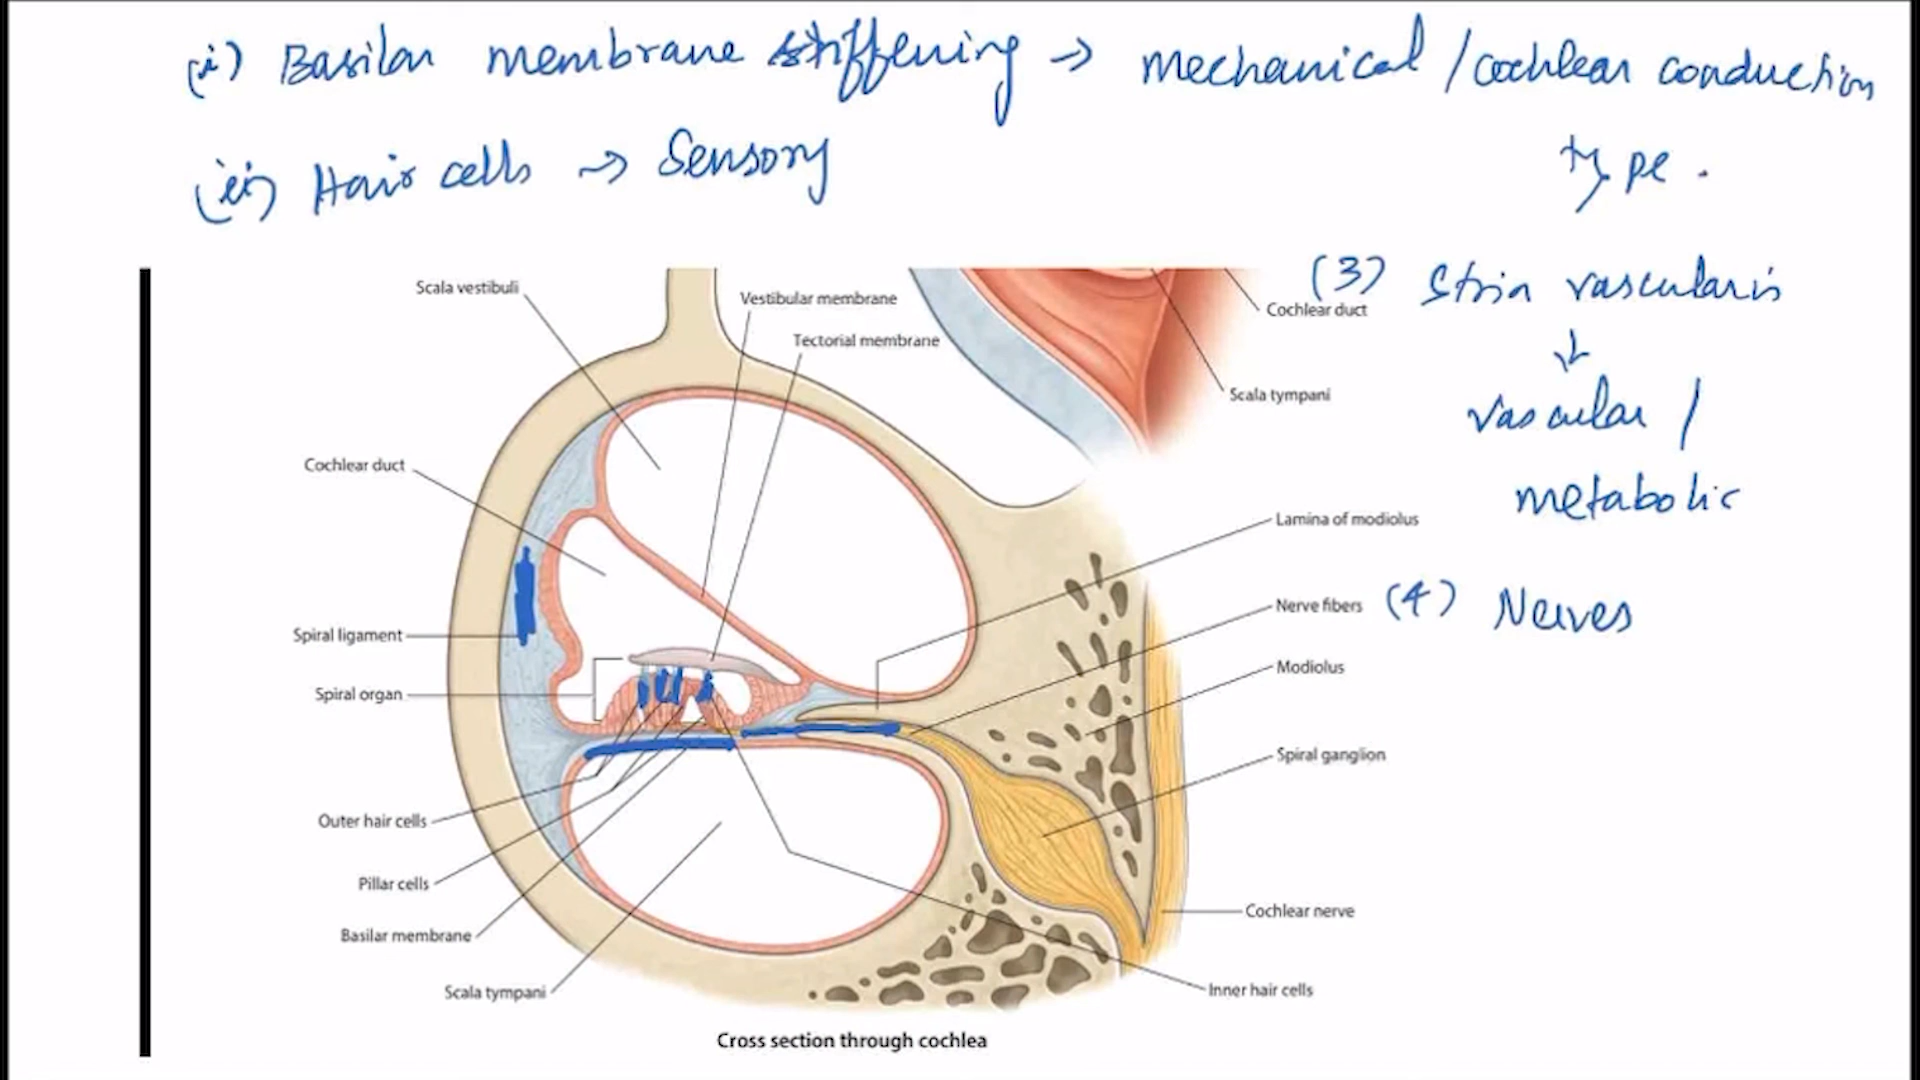 (i) Basilar membrane stiffening → mechanical / cochlear conduction
type.
(ii) Hair cells → Sensory
(3) Stria vascularis
↓
vascular /
metabolic
(4) Nerves
Scala vestibuli
Vestibular membrane
Tectorial membrane
Cochlear duct
Scala tympani
Cochlear duct
Lamina of modiolus
Nerve fibers
Spiral ligament
Modiolus
Spiral organ
Spiral ganglion
Outer hair cells
Pillar cells
Cochlear nerve
Basilar membrane
Scala tympani
Inner hair cells
Cross section through cochlea